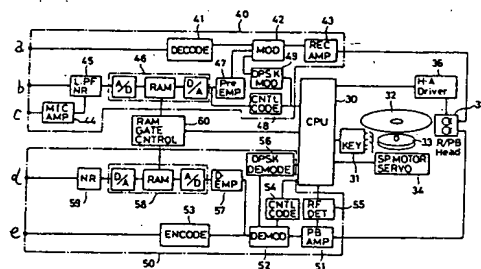 41
40
42
43
a
DECODE
MOD
REC AMP
45
46
47
49
36
b
L.PF NR
A/D
RAM
D/A
Pre EMP
DPSK MOD
30
H·A Driver
32
c
MIC AMP
44
CNTL CODE
48
CPU
33
R/PB Head
RAM GATE CNTROL
60
56
KEY
31
SP.MOTOR SERVO
34
DPSK DEMODE
54
55
d
NR
D/A
RAM
A/D
D.EMP
CNTL CODE
RF DET
59
58
57
53
e
ENCODE
DEMOD
PB AMP
50
52
51